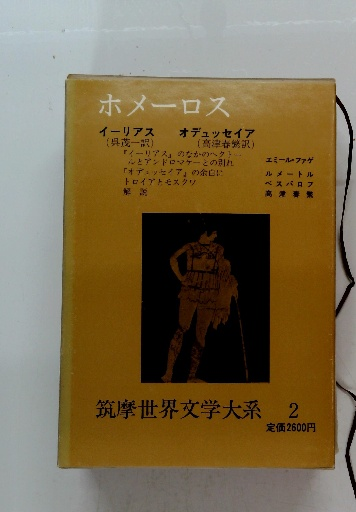 ホメーロス
イーリアス オデュッセイア
(呉茂一訳) (高津春繁訳)
『イーリアス』のなかのヘクトー
ルとアンドロマケーとの別れ エミール・ファゲ
『オデュッセイア』の余白に ルメートル
トロイアとモスクワ ベスパロフ
解説 高津春繁
筑摩世界文学大系 2
定価2600円